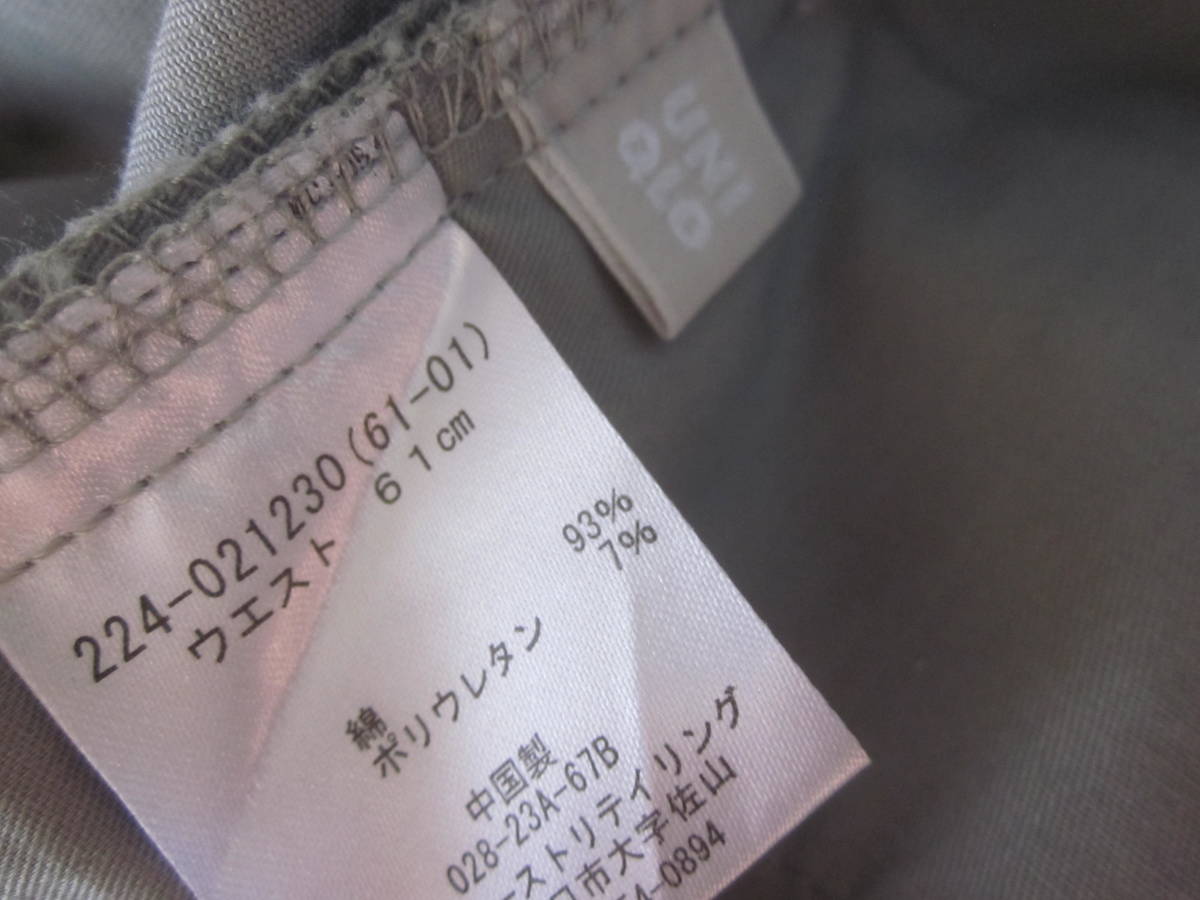 UNI
QLO
224-021230(61-01)
ウエスト 61cm
綿 93%
ポリウレタン 7%
中国製
028-23A-67B
ーストリテイリング
口市大字佐山
4-0894